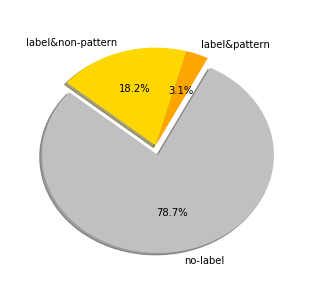 label&non-pattern
label&pattern
18.2%
3.1%
78.7%
no-label